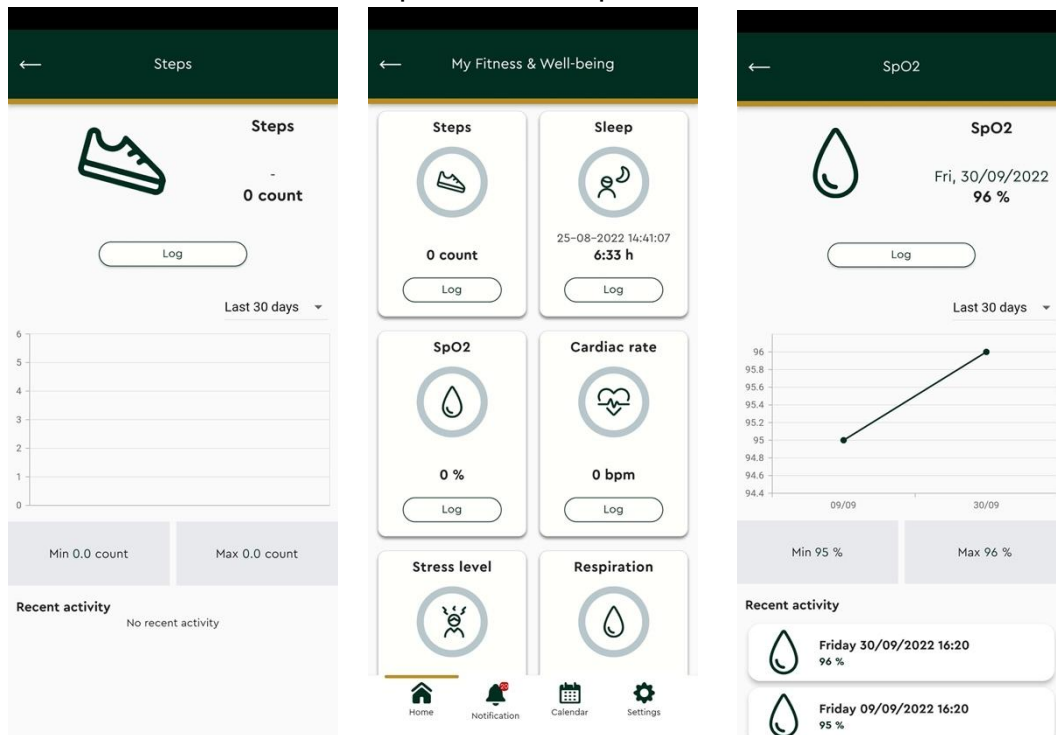 Steps
Steps
-
0 count
Log
Last 30 days
6
5
4
3
2
1
0
Min 0.0 count
Max 0.0 count
Recent activity
No recent activity
My Fitness & Well-being
Steps
0 count
Log
Sleep
25-08-2022 14:41:07
6:33 h
Log
SpO2
0 %
Log
Cardiac rate
0 bpm
Log
Stress level
Respiration
Home
Notification
Calendar
Settings
SpO2
SpO2
Fri, 30/09/2022
96 %
Log
Last 30 days
96
95.8
95.6
95.4
95.2
95
94.8
94.6
94.4
09/09
30/09
Min 95 %
Max 96 %
Recent activity
Friday 30/09/2022 16:20
96 %
Friday 09/09/2022 16:20
95 %